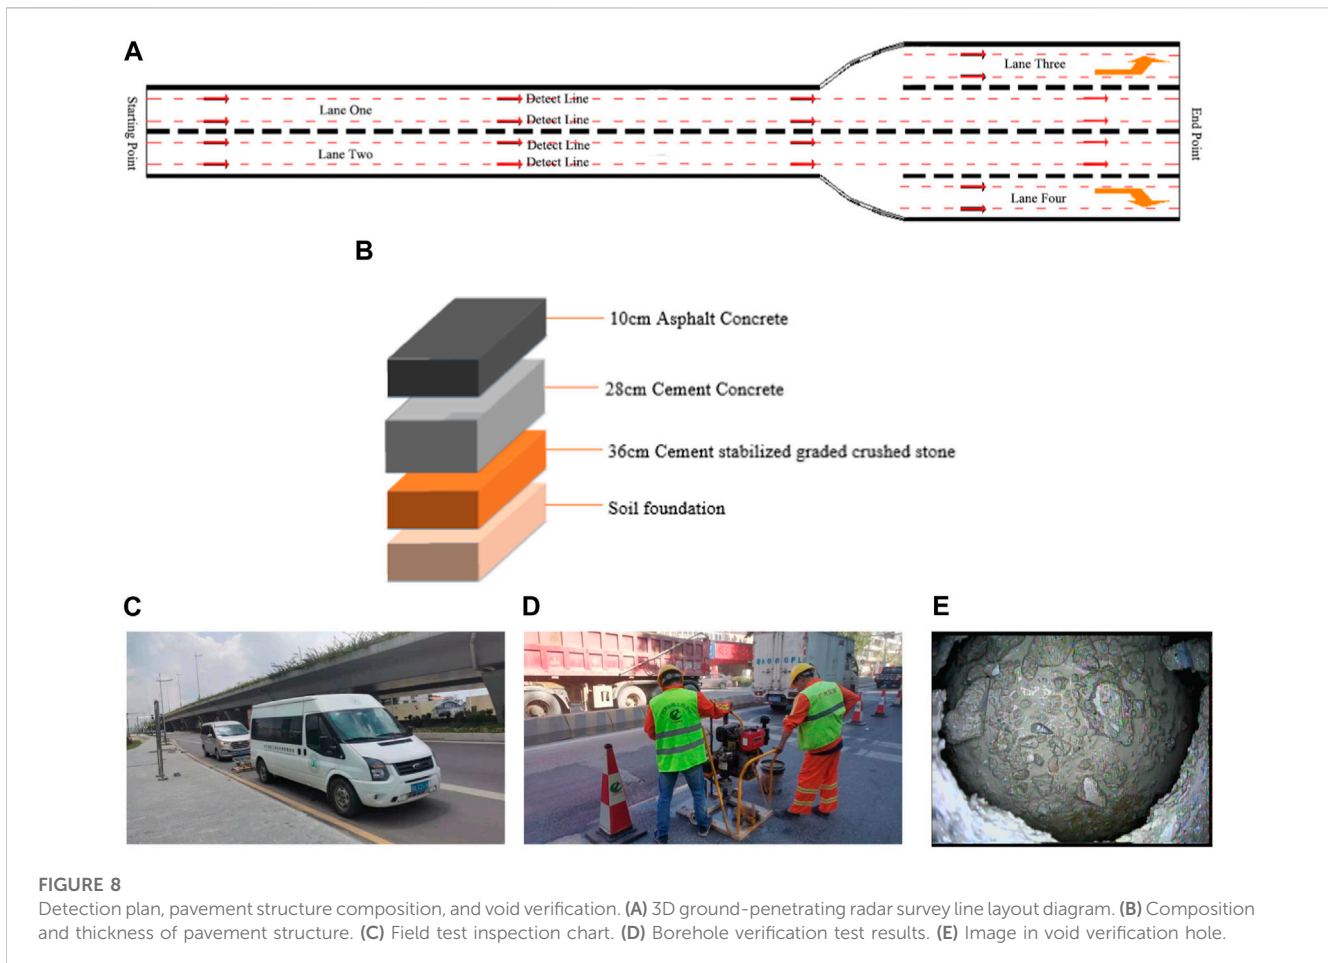 A
Starting Point
Lane One
Lane Two
Detect Line
Detect Line
Detect Line
Detect Line
Lane Three
Lane Four
End Point
B
10cm Asphalt Concrete
28cm Cement Concrete
36cm Cement stabilized graded crushed stone
Soil foundation
C
D
E
FIGURE 8
Detection plan, pavement structure composition, and void verification. (A) 3D ground-penetrating radar survey line layout diagram. (B) Composition
and thickness of pavement structure. (C) Field test inspection chart. (D) Borehole verification test results. (E) Image in void verification hole.